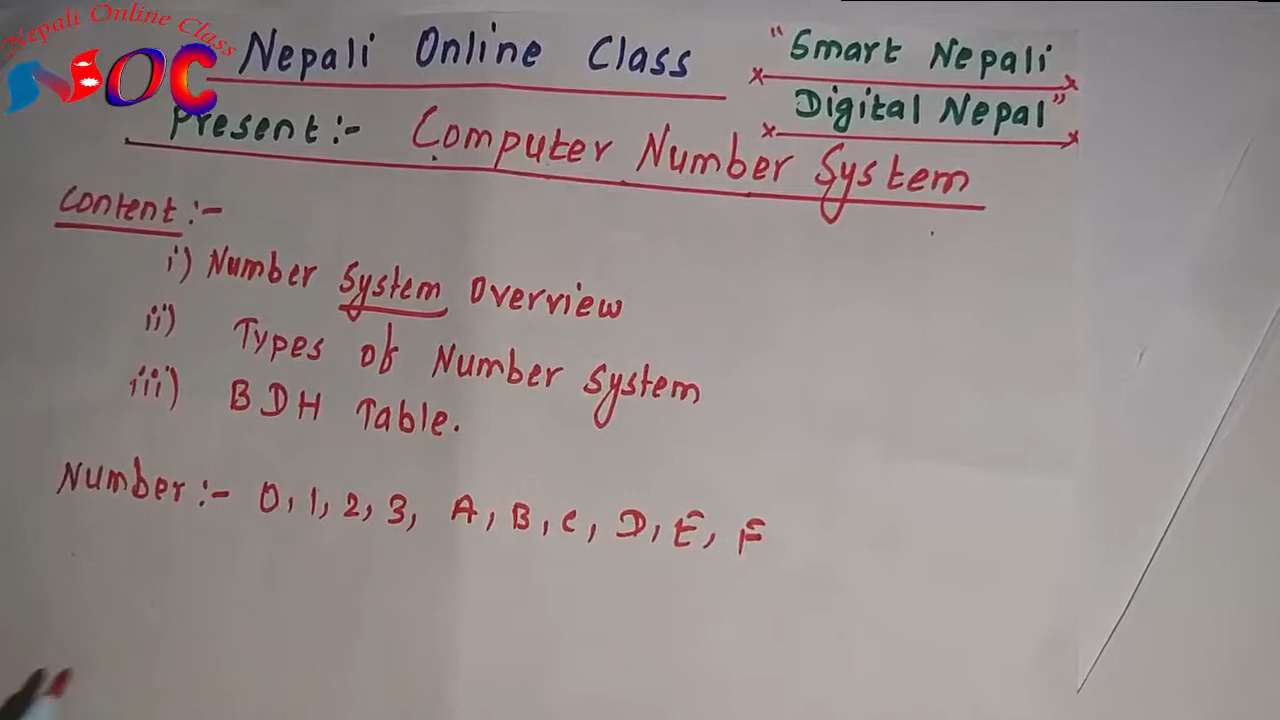 Nepali Online Class
NOC
Nepali Online Class
"Smart Nepali
Digital Nepal"
Present:- Computer Number System
Content:-
i) Number System Overview
ii) Types of Number System
iii) BDH Table.
Number:- 0, 1, 2, 3, A, B, C, D, E, F